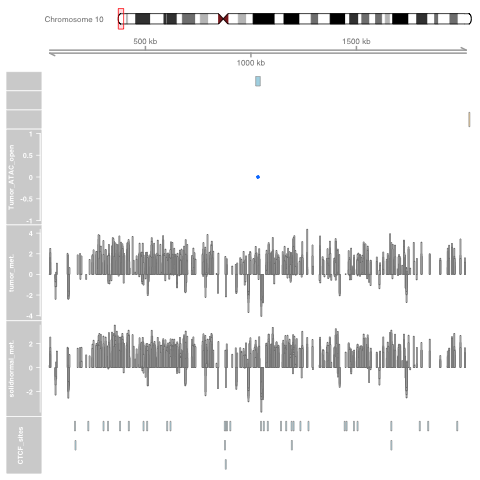 Chromosome 10
500 kb
1500 kb
1000 kb
Tumor_ATAC_open
1
0.5
0
-0.5
-1
tumor_met.
4
2
0
-2
-4
solidnormal_met.
2
0
-2
CTCF_sites